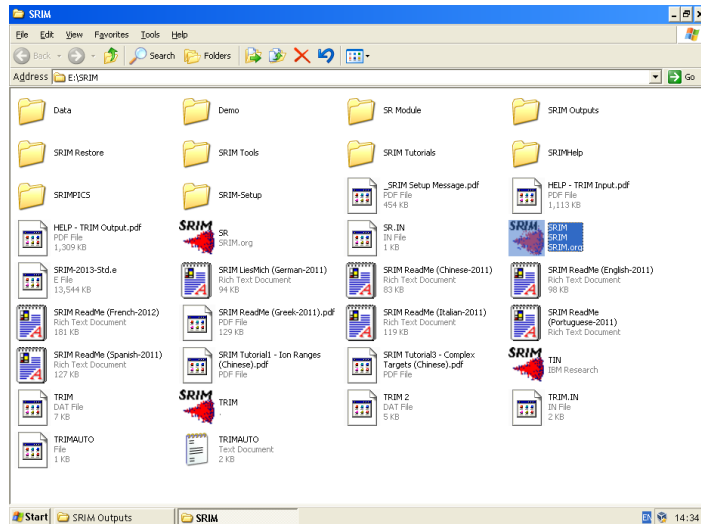 SRIM
File Edit View Favorites Tools Help
Back Search Folders
Address E:\SRIM Go
Data
Demo
SR Module
SRIM Outputs
SRIM Restore
SRIM Tools
SRIM Tutorials
SRIMHelp
SRIMPICS
SRIM-Setup
_SRIM Setup Message.pdf
PDF File
454 KB
HELP - TRIM Input.pdf
PDF File
1,113 KB
HELP - TRIM Output.pdf
PDF File
1,309 KB
SRIM
SR
SRIM.org
SR.IN
IN File
1 KB
SRIM
SRIM
SRIM
SRIM.org
SRIM-2013-Std.e
E File
13,544 KB
SRIM LiesMich (German-2011)
Rich Text Document
94 KB
SRIM ReadMe (Chinese-2011)
Rich Text Document
83 KB
SRIM ReadMe (English-2011)
Rich Text Document
98 KB
SRIM ReadMe (French-2012)
Rich Text Document
181 KB
SRIM ReadMe (Greek-2011).pdf
PDF File
129 KB
SRIM ReadMe (Italian-2011)
Rich Text Document
119 KB
SRIM ReadMe
(Portuguese-2011)
Rich Text Document
SRIM ReadMe (Spanish-2011)
Rich Text Document
127 KB
SRIM Tutorial1 - Ion Ranges
(Chinese).pdf
PDF File
SRIM Tutorial3 - Complex
Targets (Chinese).pdf
PDF File
SRIM
TIN
IBM Research
TRIM
DAT File
7 KB
SRIM
TRIM
TRIM 2
DAT File
5 KB
TRIM.IN
IN File
2 KB
TRIMAUTO
File
1 KB
TRIMAUTO
Text Document
2 KB
Start SRIM Outputs SRIM EN 14:34